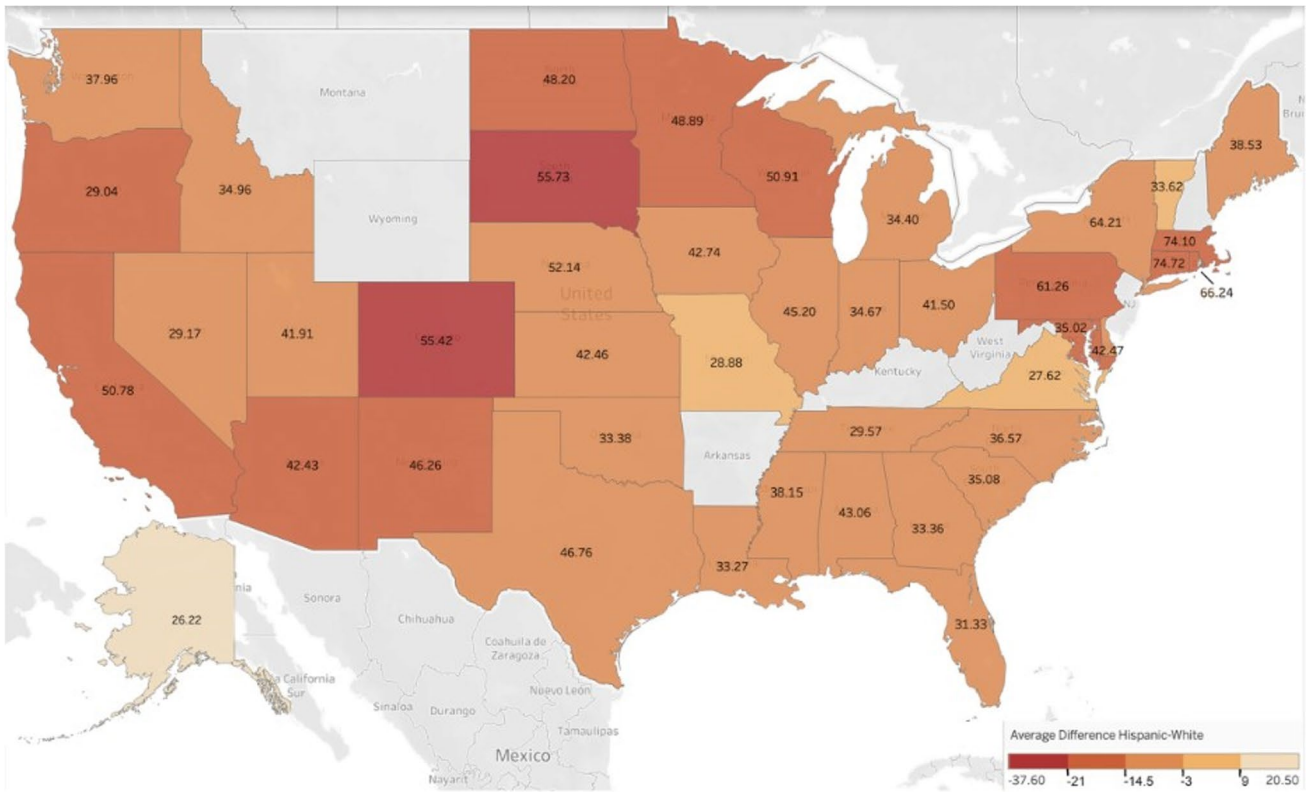 37.96
Montana
48.20
48.89
38.53
29.04
34.96
Wyoming
South
55.73
50.91
34.40
33.62
64.21
74.10
74.72
66.24
52.14
United
States
42.74
61.26
NJ
29.17
41.91
55.42
42.46
45.20
34.67
41.50
35.02
42.47
West
Virginia
Kentucky
27.62
50.78
28.88
42.43
46.26
33.38
Arkansas
29.57
36.57
35.08
38.15
43.06
33.36
46.76
33.27
31.33
26.22
nia
Sonora
Chihuahua
Coahuila de
Zaragoza
a California
Sur
Sinaloa
Durango
Nuevo León
Tamaulipas
Mexico
Nayarit
Average Difference Hispanic-White
-37.60 -21 -14.5 -3 9 20.50